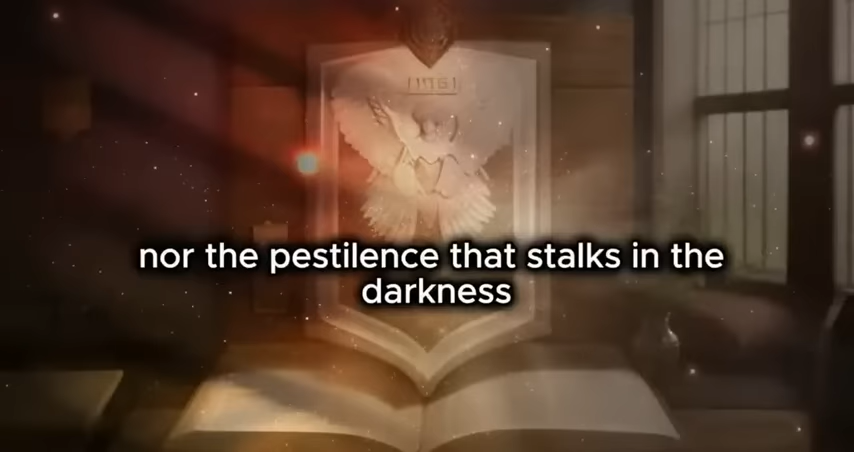 nor the pestilence that stalks in the
darkness